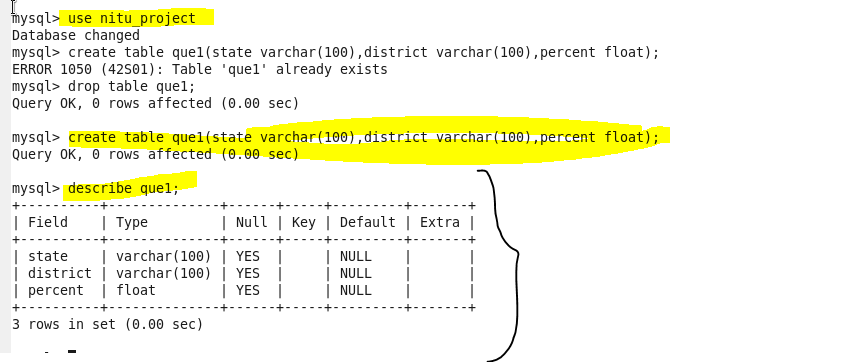 mysql> use nitu_project
Database changed
mysql> create table que1(state varchar(100),district varchar(100),percent float);
ERROR 1050 (42S01): Table 'que1' already exists
mysql> drop table que1;
Query OK, 0 rows affected (0.00 sec)
mysql> create table que1(state varchar(100),district varchar(100),percent float);
Query OK, 0 rows affected (0.00 sec)
mysql> describe que1;
+----------+--------------+------+-----+---------+-------+
| Field    | Type         | Null | Key | Default | Extra |
+----------+--------------+------+-----+---------+-------+
| state    | varchar(100) | YES  |     | NULL    |       |
| district | varchar(100) | YES  |     | NULL    |       |
| percent  | float        | YES  |     | NULL    |       |
+----------+--------------+------+-----+---------+-------+
3 rows in set (0.00 sec)